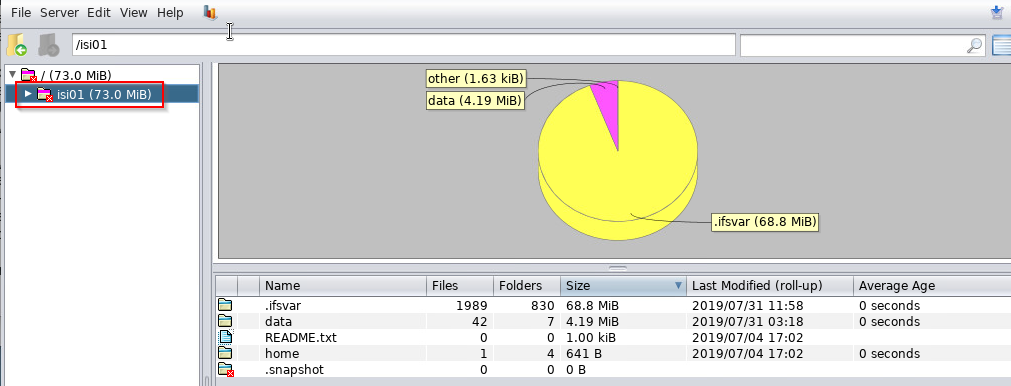 File Server Edit View Help
/isi01
/ (73.0 MiB)
isi01 (73.0 MiB)
other (1.63 kiB)
data (4.19 MiB)
.ifsvar (68.8 MiB)
Name Files Folders Size Last Modified (roll-up) Average Age
.ifsvar 1989 830 68.8 MiB 2019/07/31 11:58 0 seconds
data 42 7 4.19 MiB 2019/07/31 03:18 0 seconds
README.txt 0 0 1.00 kiB 2019/07/04 17:02
home 1 4 641 B 2019/07/04 17:02 0 seconds
.snapshot 0 0 0 B